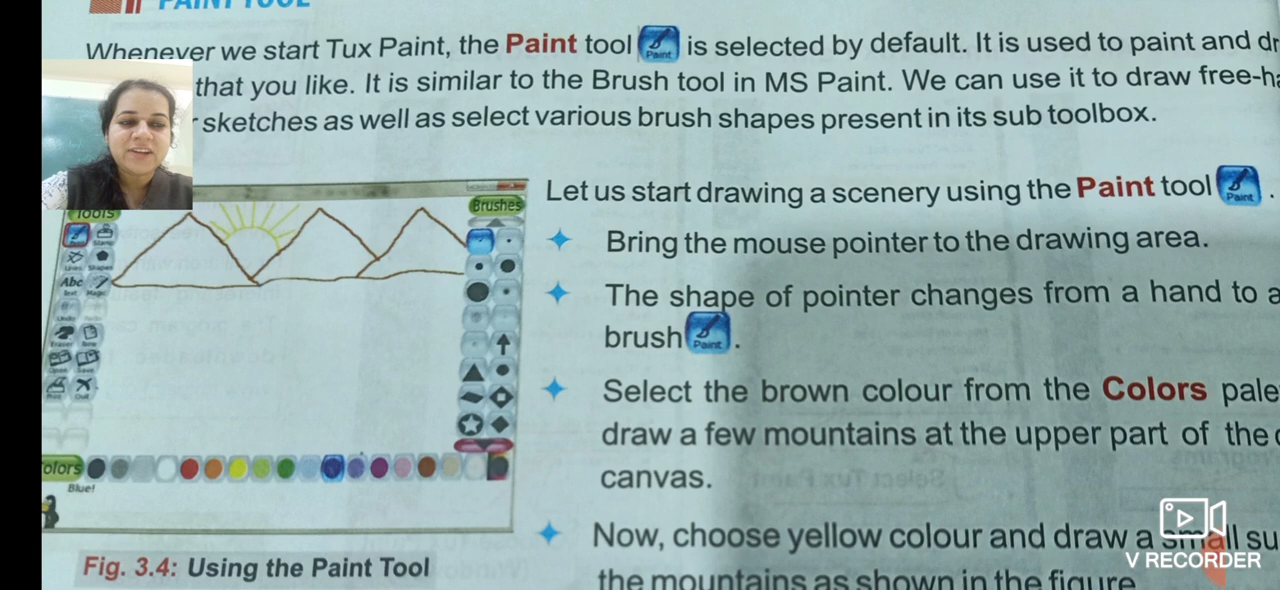 PAINT TOOL
Whenever we start Tux Paint, the Paint tool Paint is selected by default. It is used to paint and
that you like. It is similar to the Brush tool in MS Paint. We can use it to draw
sketches as well as select various brush shapes present in its sub toolbox.
Tools
Brushes
Abc
Colors
Blue!
Fig. 3.4: Using the Paint Tool
Let us start drawing a scenery using the Paint tool Paint .
Bring the mouse pointer to the drawing area.
The shape of pointer changes from a hand to a
brush Paint .
Select the brown colour from the Colors
draw a few mountains at the upper part of the
canvas.
Now, choose yellow colour and draw a small
the mountains as shown in the figure
V RECORDER